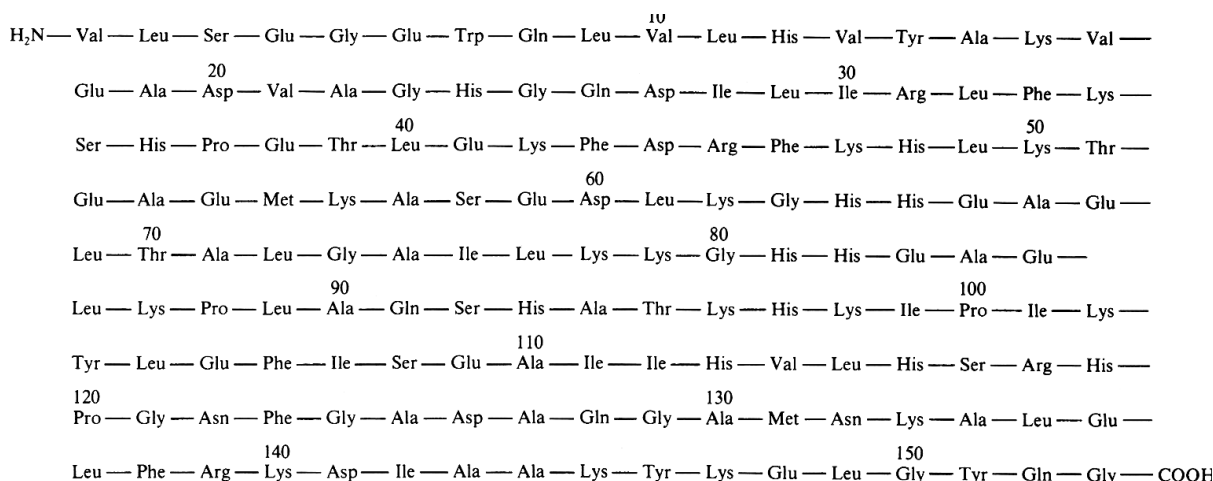 10
H₂N — Val — Leu — Ser — Glu — Gly — Glu — Trp — Gln — Leu — Val — Leu — His — Val — Tyr — Ala — Lys — Val —
20 30
Glu — Ala — Asp — Val — Ala — Gly — His — Gly — Gln — Asp — Ile — Leu — Ile — Arg — Leu — Phe — Lys —
40 50
Ser — His — Pro — Glu — Thr — Leu — Glu — Lys — Phe — Asp — Arg — Phe — Lys — His — Leu — Lys — Thr —
60
Glu — Ala — Glu — Met — Lys — Ala — Ser — Glu — Asp — Leu — Lys — Gly — His — His — Glu — Ala — Glu —
70 80
Leu — Thr — Ala — Leu — Gly — Ala — Ile — Leu — Lys — Lys — Gly — His — His — Glu — Ala — Glu —
90 100
Leu — Lys — Pro — Leu — Ala — Gln — Ser — His — Ala — Thr — Lys — His — Lys — Ile — Pro — Ile — Lys —
110
Tyr — Leu — Glu — Phe — Ile — Ser — Glu — Ala — Ile — Ile — His — Val — Leu — His — Ser — Arg — His —
120 130
Pro — Gly — Asn — Phe — Gly — Ala — Asp — Ala — Gln — Gly — Ala — Met — Asn — Lys — Ala — Leu — Glu —
140 150
Leu — Phe — Arg — Lys — Asp — Ile — Ala — Ala — Lys — Tyr — Lys — Glu — Leu — Gly — Tyr — Gln — Gly — COOH